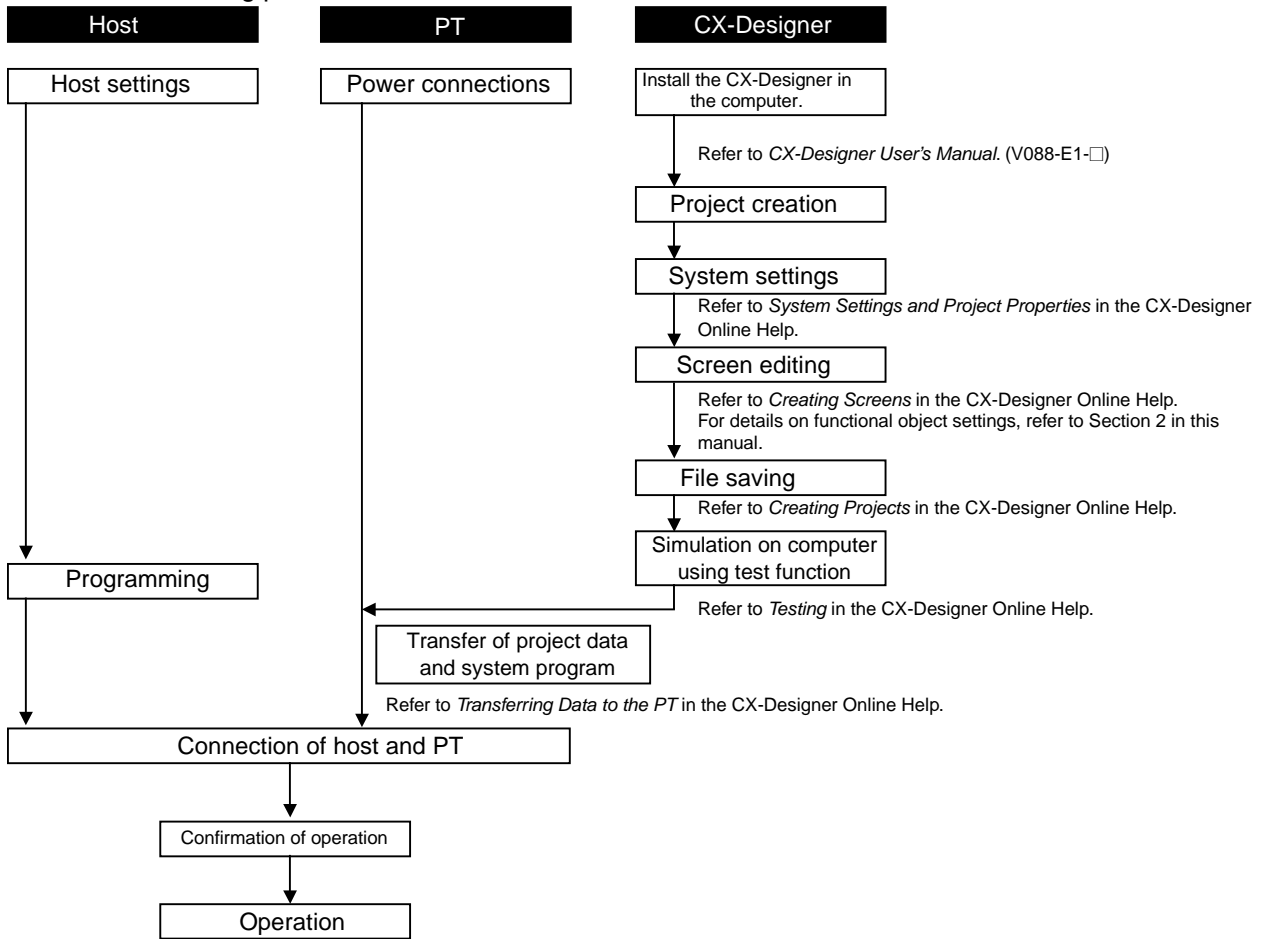 Host
PT
CX-Designer
Host settings
Power connections
Install the CX-Designer in
the computer.
Refer to CX-Designer User's Manual. (V088-E1-□)
Project creation
System settings
Refer to System Settings and Project Properties in the CX-Designer
Online Help.
Screen editing
Refer to Creating Screens in the CX-Designer Online Help.
For details on functional object settings, refer to Section 2 in this
manual.
File saving
Refer to Creating Projects in the CX-Designer Online Help.
Simulation on computer
using test function
Programming
Refer to Testing in the CX-Designer Online Help.
Transfer of project data
and system program
Refer to Transferring Data to the PT in the CX-Designer Online Help.
Connection of host and PT
Confirmation of operation
Operation